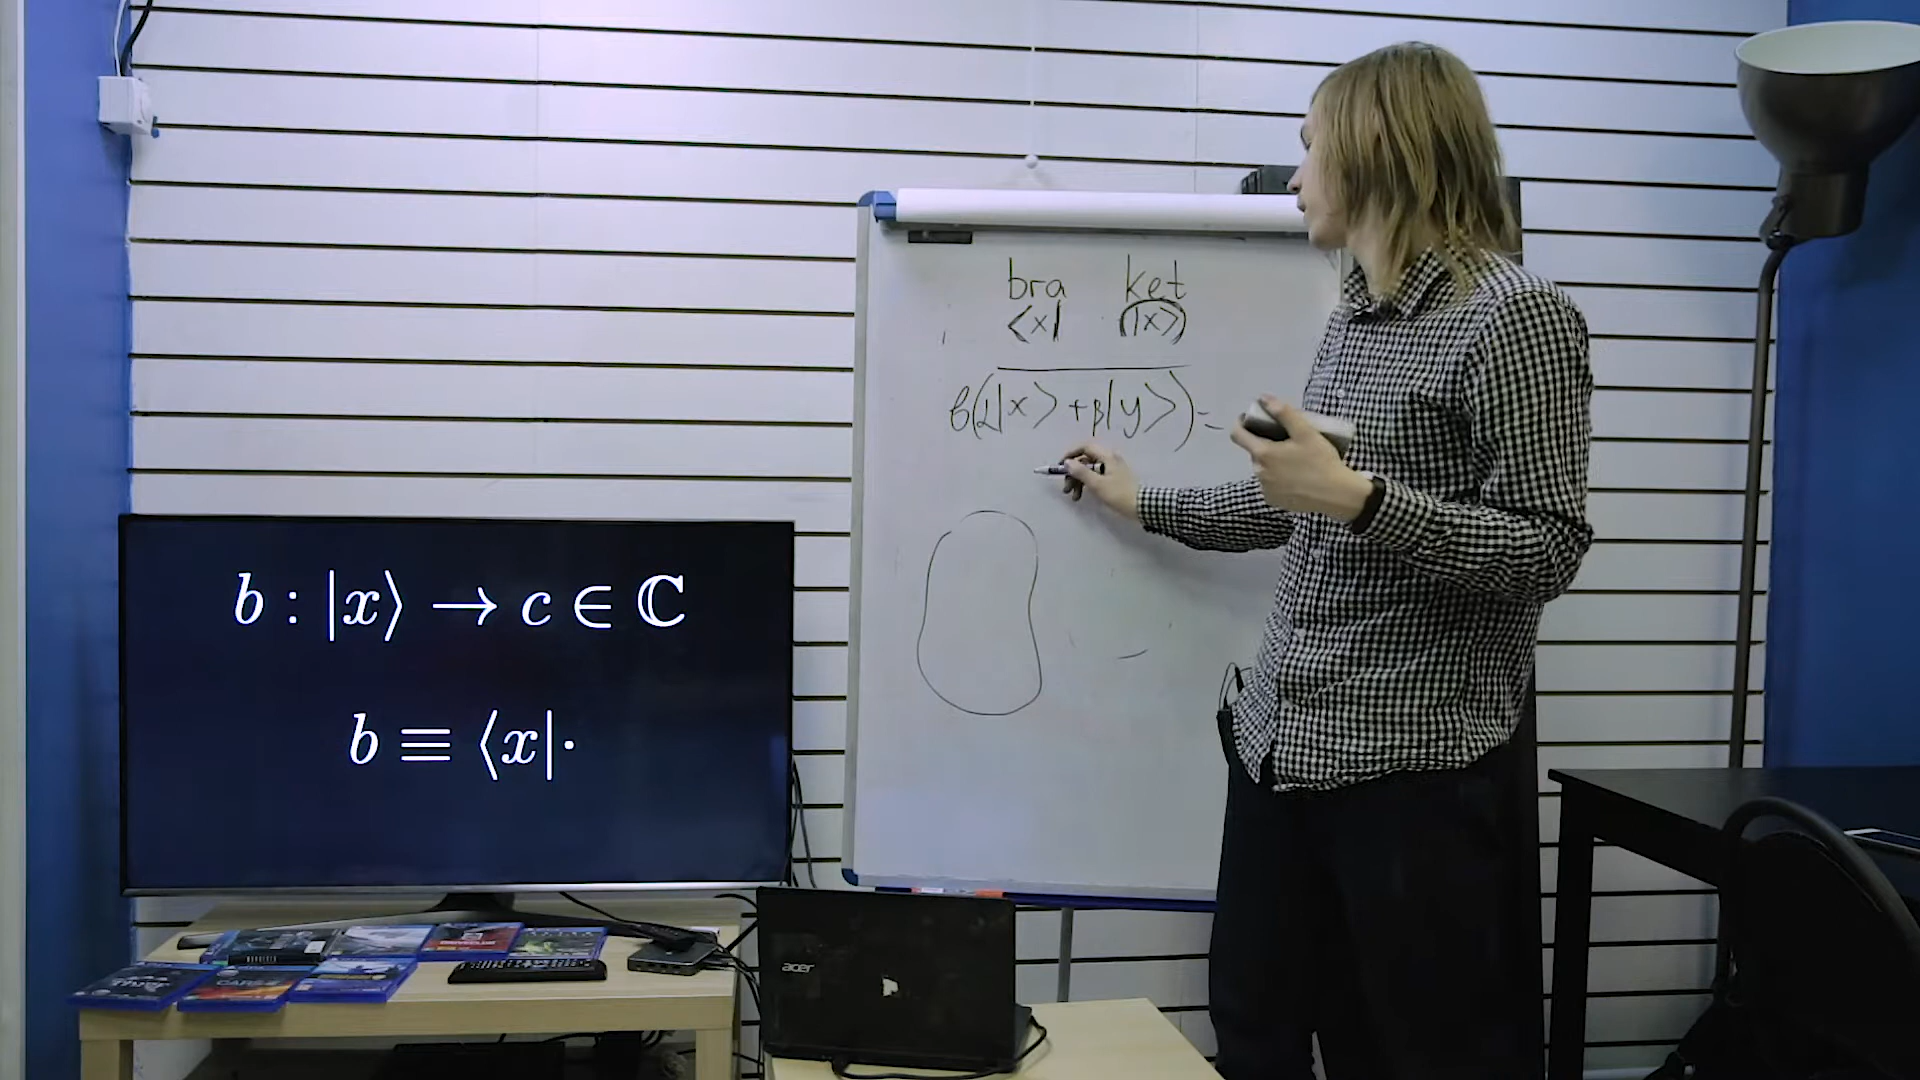 bra ket
⟨x| (|x⟩)
b(α|x⟩ + β|y⟩) =
b : |x⟩ → c ∈ ℂ
b ≡ ⟨x|·
acer